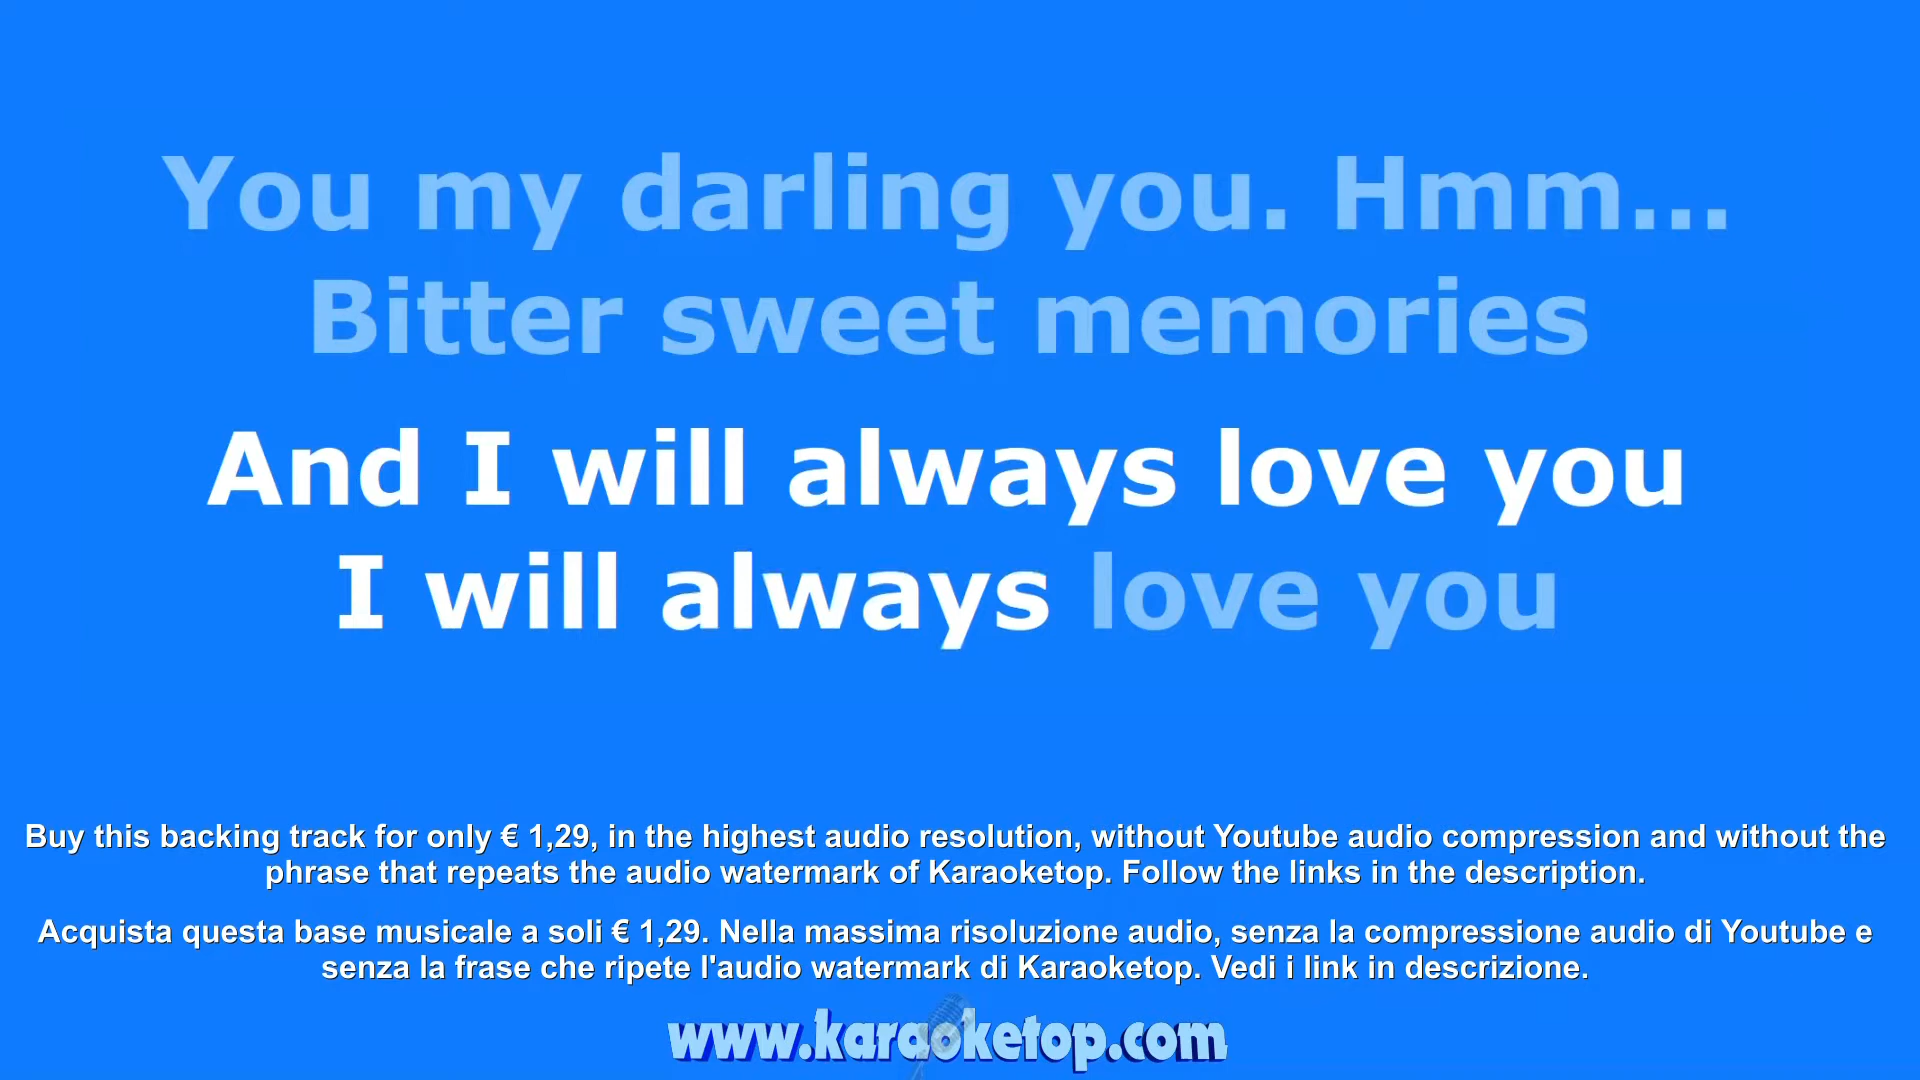 You my darling you. Hmm...
Bitter sweet memories
And I will always love you
I will always love you
Buy this backing track for only € 1,29, in the highest audio resolution, without Youtube audio compression and without the
phrase that repeats the audio watermark of Karaoketop. Follow the links in the description.
Acquista questa base musicale a soli € 1,29. Nella massima risoluzione audio, senza la compressione audio di Youtube e
senza la frase che ripete l'audio watermark di Karaoketop. Vedi i link in descrizione.
www.karaoketop.com